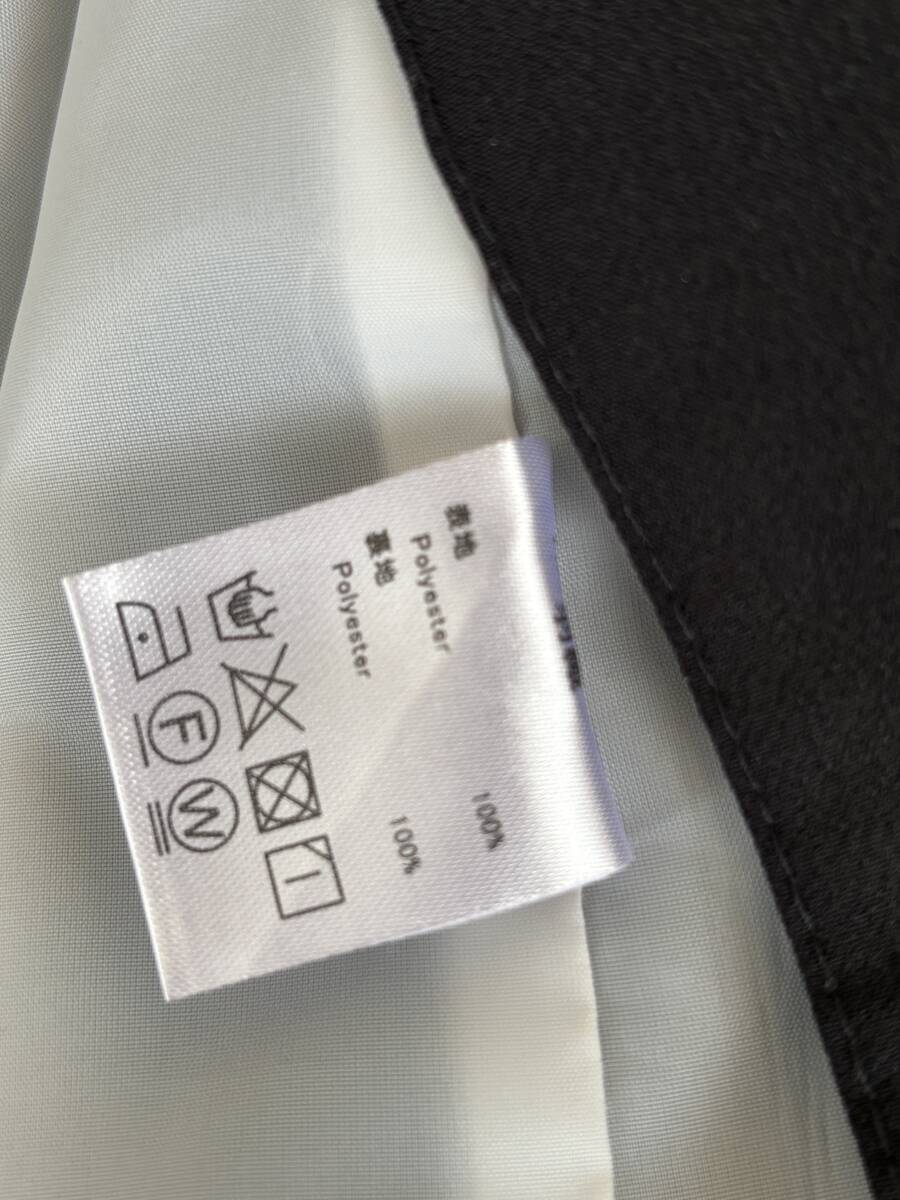 表地
Polyester 100%
裏地
Polyester 100%
F W